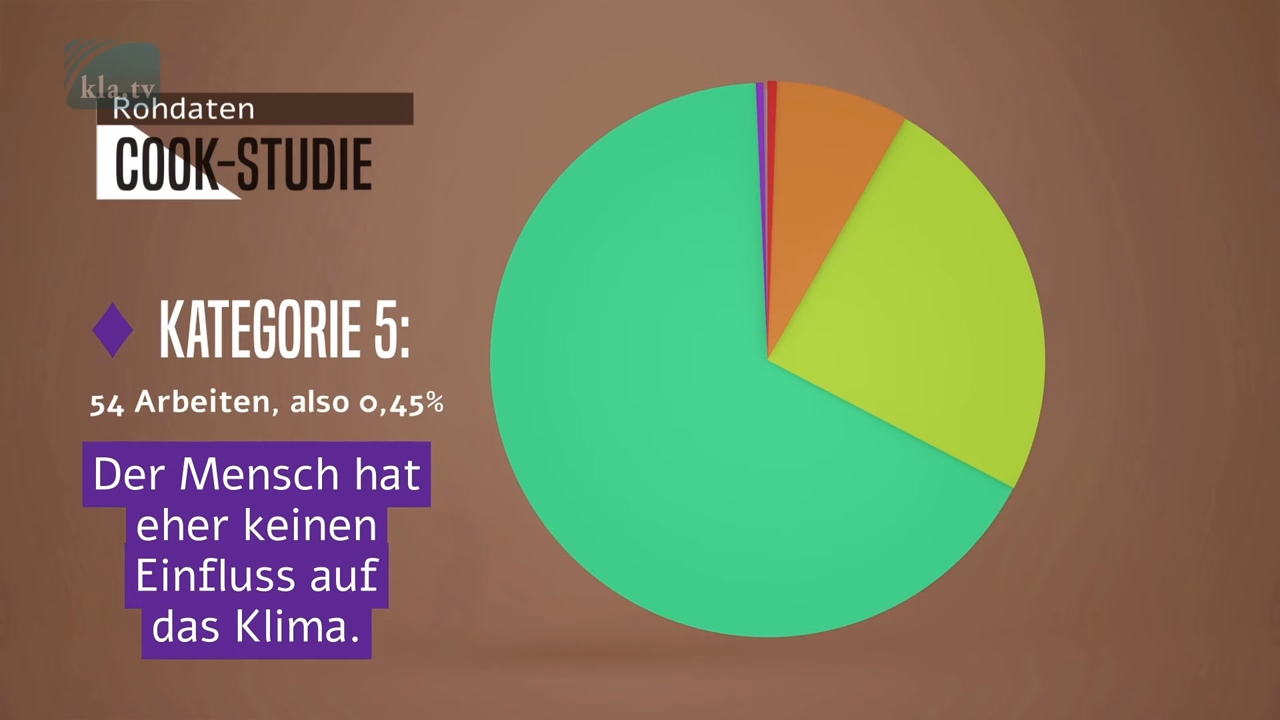 kla.tv
Rohdaten
COOK-STUDIE
KATEGORIE 5:
54 Arbeiten, also 0,45%
Der Mensch hat
eher keinen
Einfluss auf
das Klima.